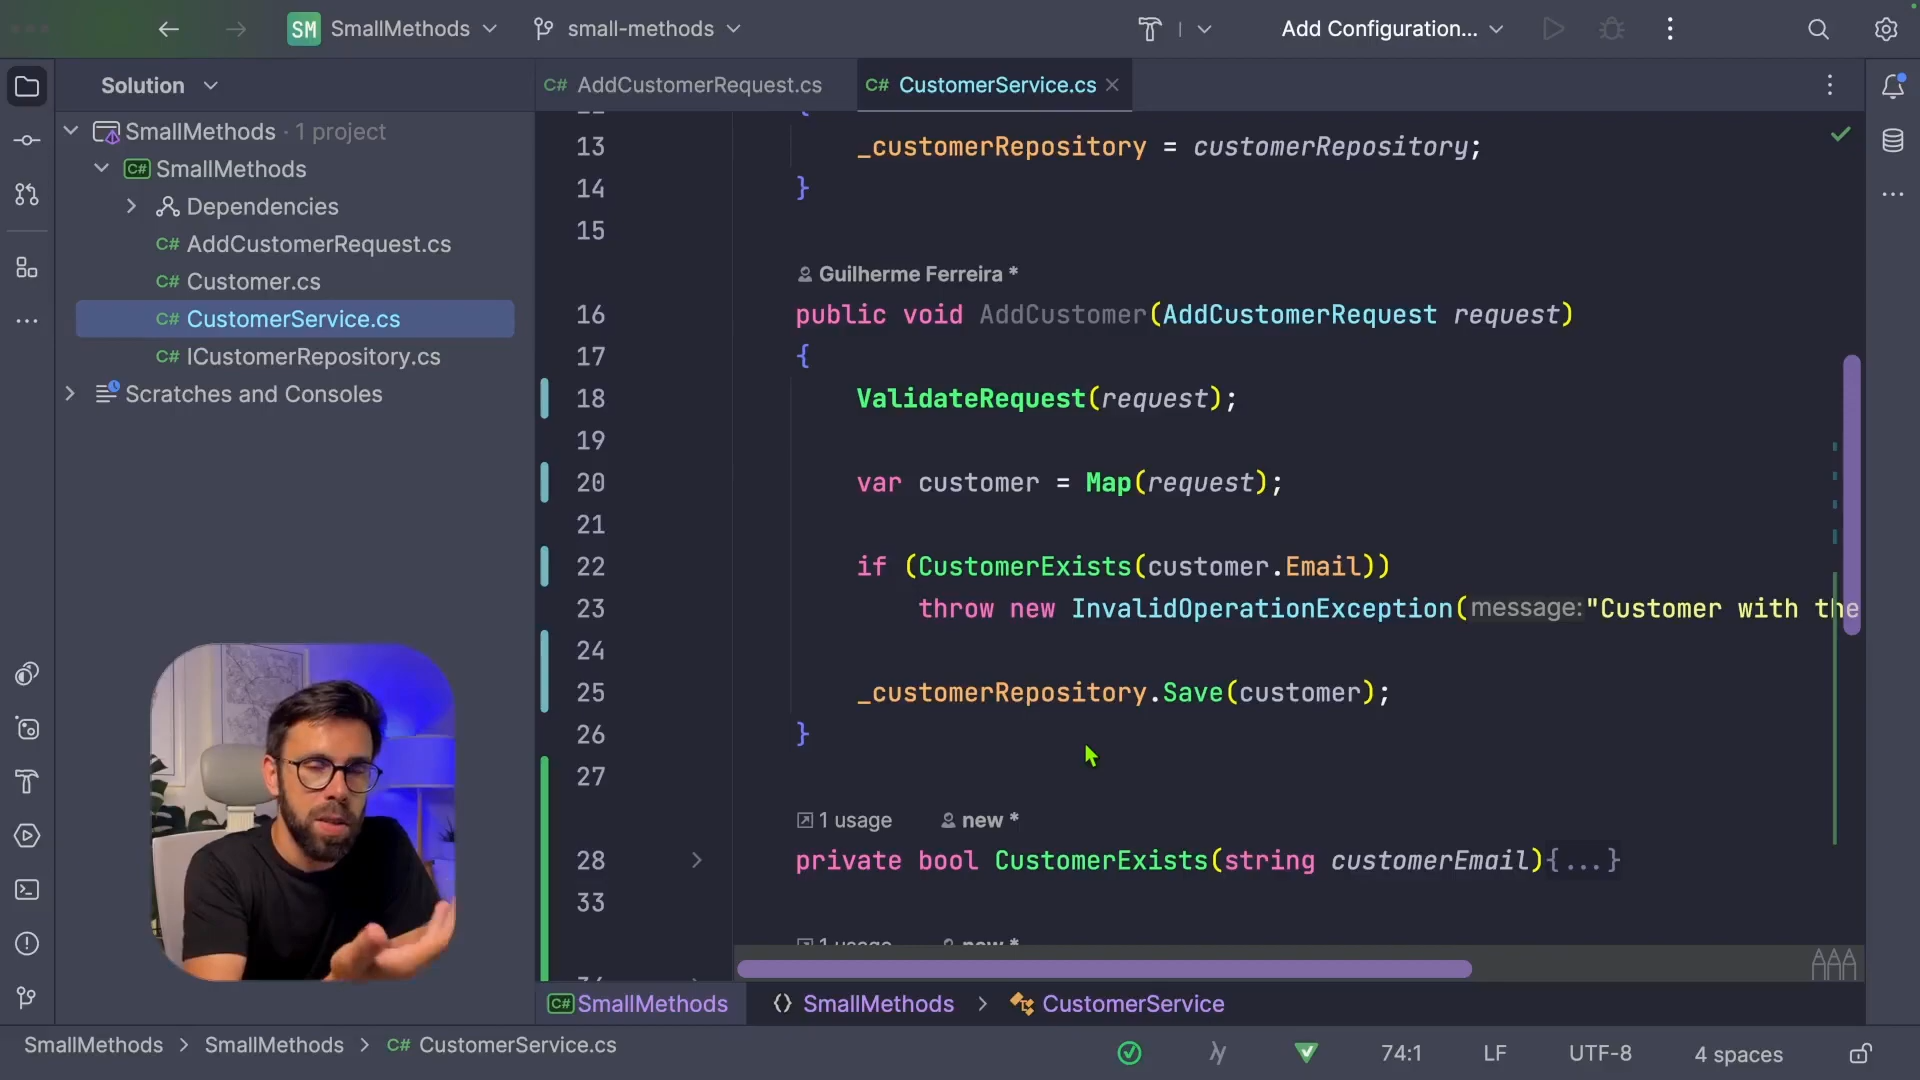 SM SmallMethods small-methods Add Configuration...
Solution
C# AddCustomerRequest.cs C# CustomerService.cs
SmallMethods · 1 project
C# SmallMethods
Dependencies
C# AddCustomerRequest.cs
C# Customer.cs
C# CustomerService.cs
C# ICustomerRepository.cs
Scratches and Consoles
13 _customerRepository = customerRepository;
14 }
15
Guilherme Ferreira *
16 public void AddCustomer(AddCustomerRequest request)
17 {
18 ValidateRequest(request);
19
20 var customer = Map(request);
21
22 if (CustomerExists(customer.Email))
23 throw new InvalidOperationException(message:"Customer with the
24
25 _customerRepository.Save(customer);
26 }
27
1 usage new *
28 private bool CustomerExists(string customerEmail){...}
33
1 usage new *
C# SmallMethods SmallMethods CustomerService
SmallMethods SmallMethods C# CustomerService.cs 74:1 LF UTF-8 4 spaces